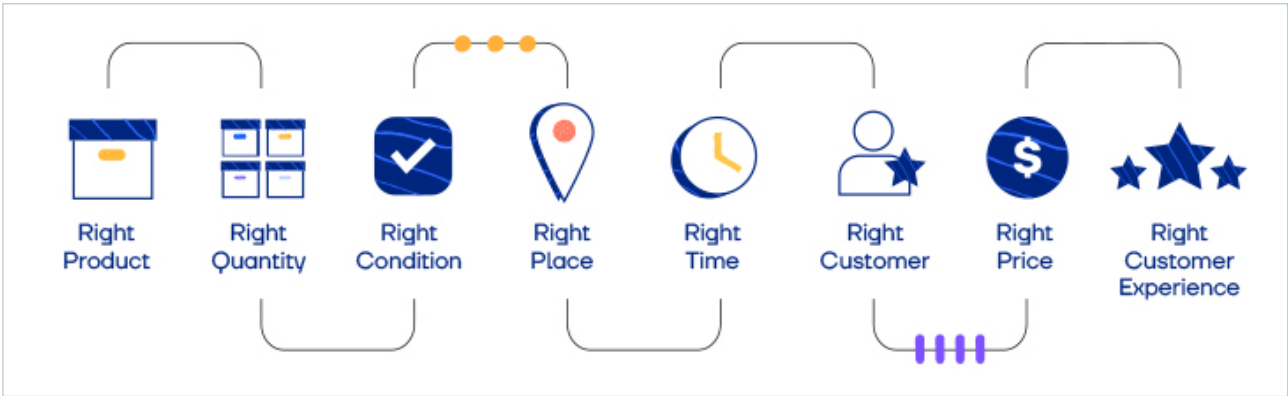 Right
Product
Right
Quantity
Right
Condition
Right
Place
Right
Time
Right
Customer
$
Right
Price
Right
Customer
Experience